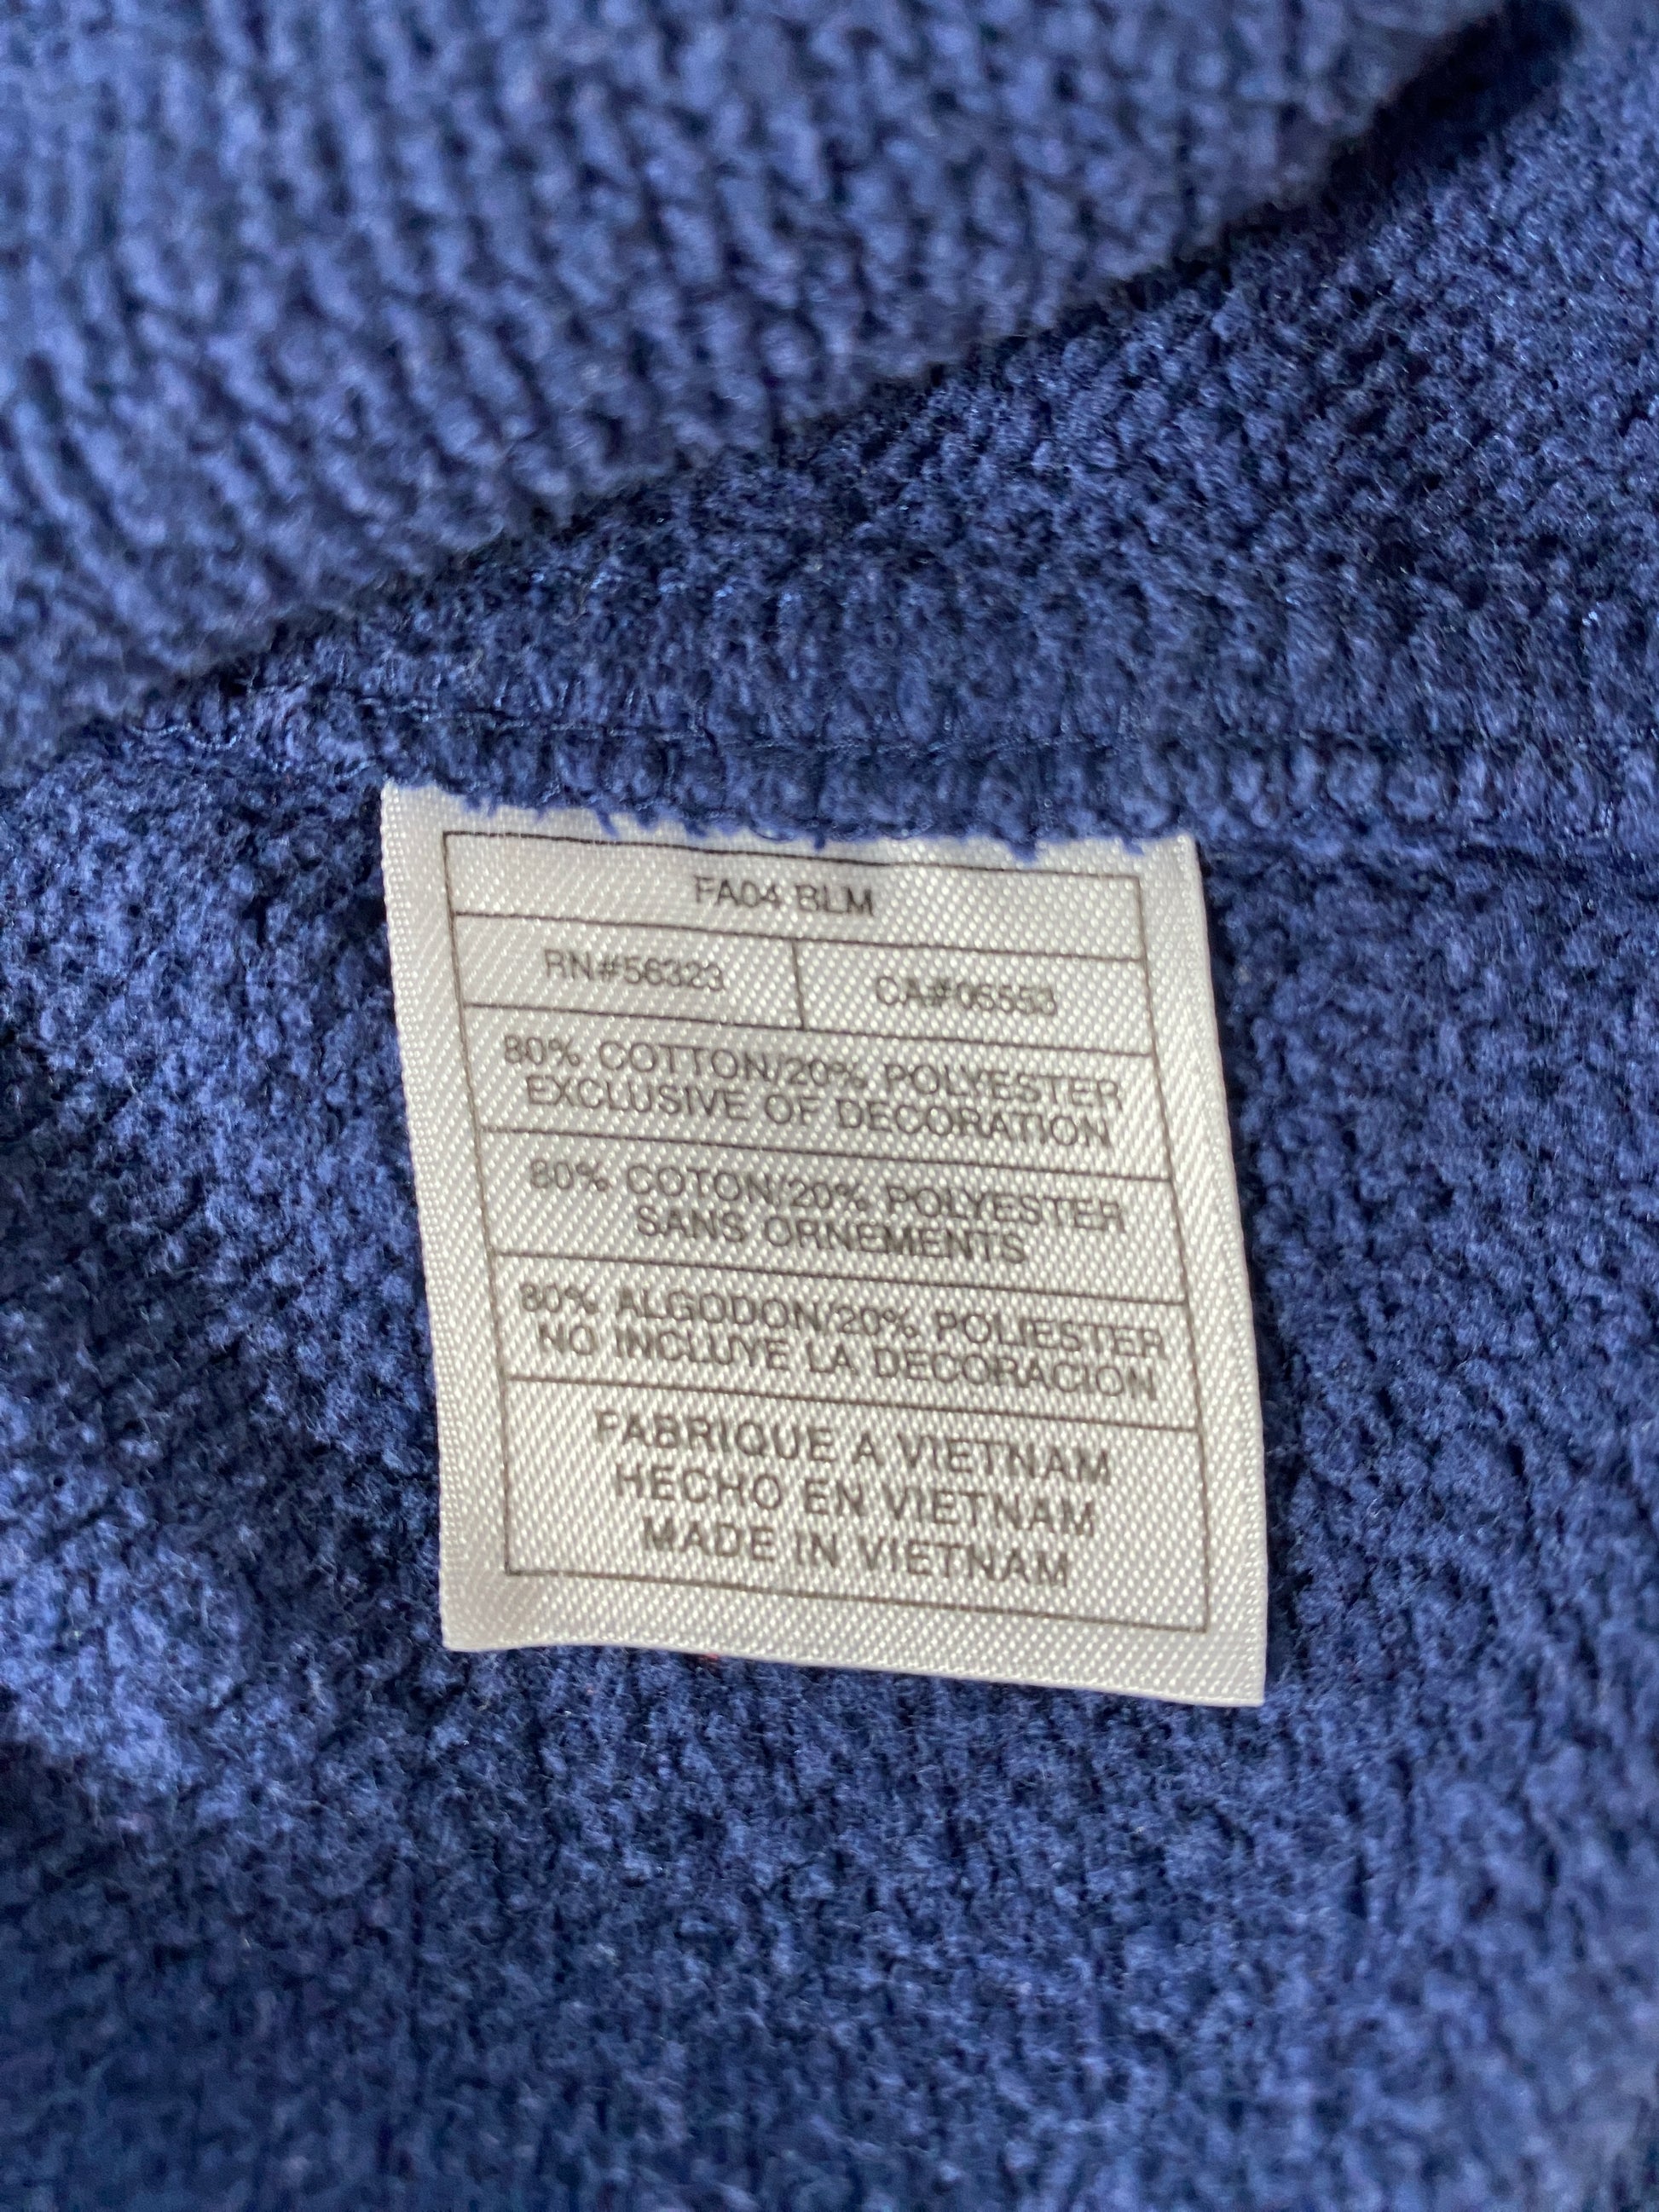 FA04 BLM
RN#56323 CA#05553
80% COTTON/20% POLYESTER
EXCLUSIVE OF DECORATION
80% COTON/20% POLYESTER
SANS ORNEMENTS
80% ALGODON/20% POLIESTER
NO INCLUYE LA DECORACION
FABRIQUE A VIETNAM
HECHO EN VIETNAM
MADE IN VIETNAM